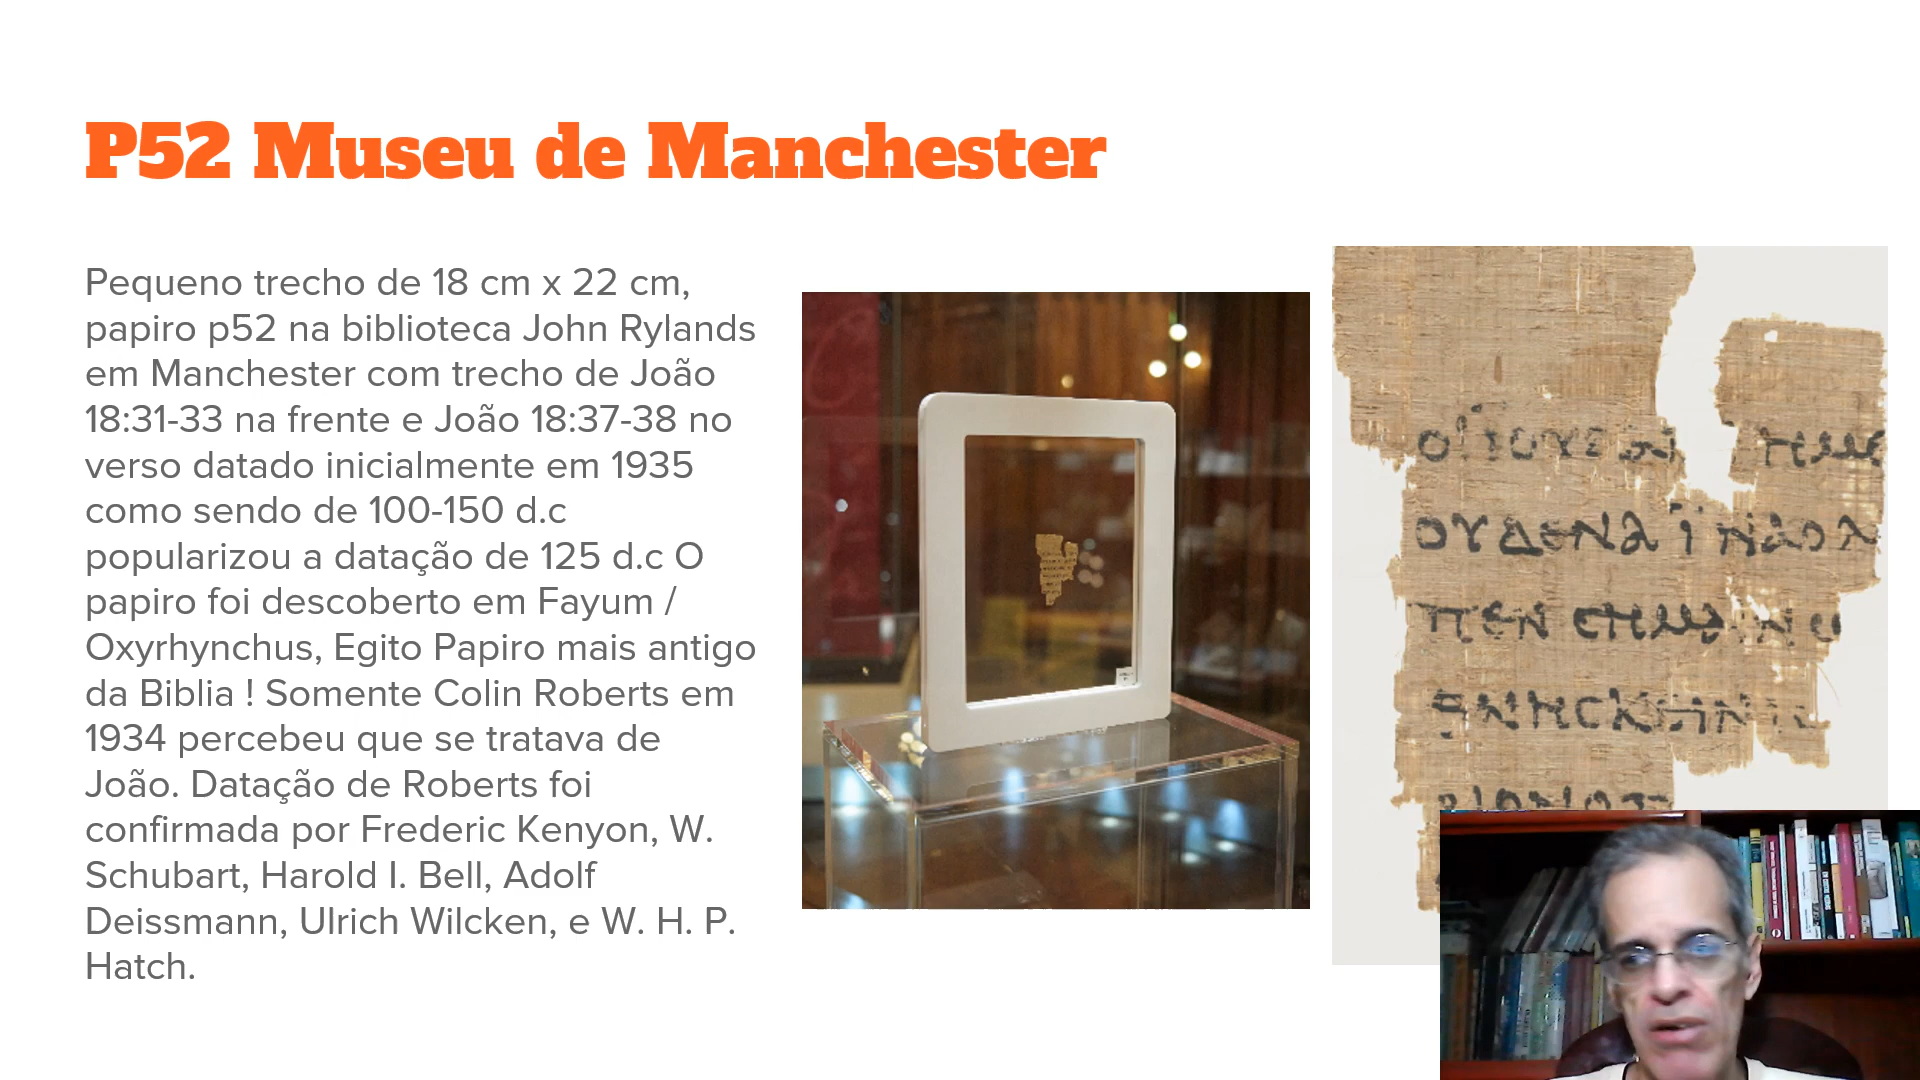 P52 Museu de Manchester
Pequeno trecho de 18 cm x 22 cm,
papiro p52 na biblioteca John Rylands
em Manchester com trecho de João
18:31-33 na frente e João 18:37-38 no
verso datado inicialmente em 1935
como sendo de 100-150 d.c
popularizou a datação de 125 d.c O
papiro foi descoberto em Fayum /
Oxyrhynchus, Egito Papiro mais antigo
da Biblia ! Somente Colin Roberts em
1934 percebeu que se tratava de
João. Datação de Roberts foi
confirmada por Frederic Kenyon, W.
Schubart, Harold I. Bell, Adolf
Deissmann, Ulrich Wilcken, e W. H. P.
Hatch.
ΟΥΔΕΝΑ ΪΝΑΟΛ
ΠΕΝ ϹΗΜΑΙΝΩ